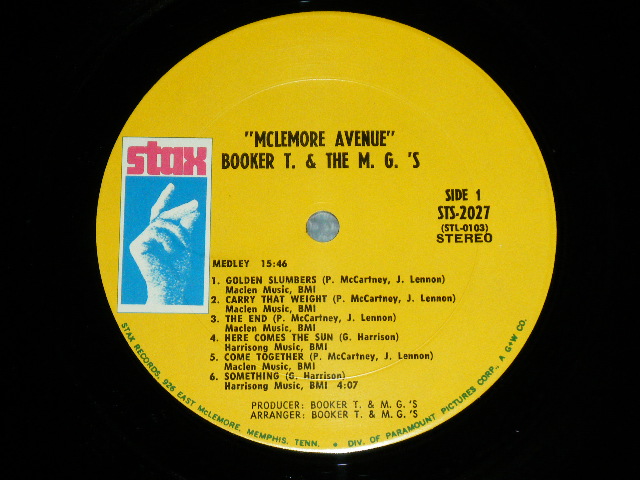 "MCLEMORE AVENUE"
BOOKER T. & THE M. G. 'S
stax
SIDE 1
STS-2027
(STL-0103)
STEREO
MEDLEY 15:46
1. GOLDEN SLUMBERS (P. McCartney, J. Lennon)
Maclen Music, BMI
2. CARRY THAT WEIGHT (P. McCartney, J. Lennon)
Maclen Music, BMI
3. THE END (P. McCartney, J. Lennon)
Maclen Music, BMI
4. HERE COMES THE SUN (G. Harrison)
Harrisong Music, BMI
5. COME TOGETHER (P. McCartney, J. Lennon)
Maclen Music, BMI
6. SOMETHING (G. Harrison)
Harrisong Music, BMI 4:07
PRODUCER: BOOKER T. & M. G. 'S
ARRANGER: BOOKER T. & M. G. 'S
STAX RECORDS, 926 EAST McLEMORE, MEMPHIS, TENN. • DIV. OF PARAMOUNT PICTURES CORP., A G+W CO.